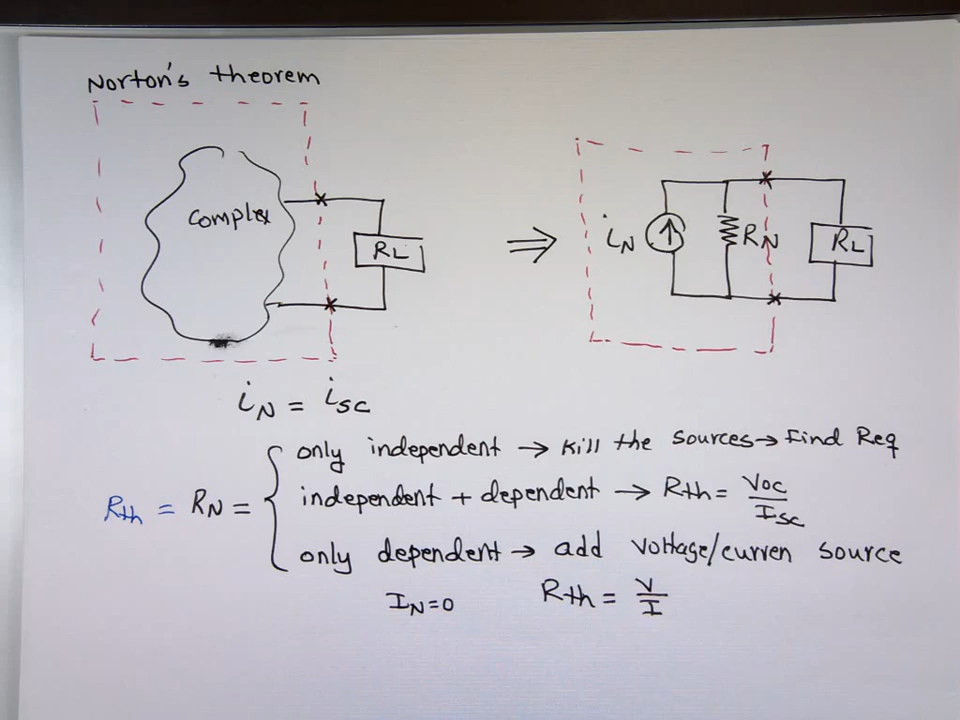 Norton's theorem
Complex
RL
⇒
iN
RN
RL
iN = isc
only independent → kill the sources → Find Req
Rth = RN = { independent + dependent → Rth = Voc/Isc
only dependent → add voltage/curren source
IN=0 Rth = V/I